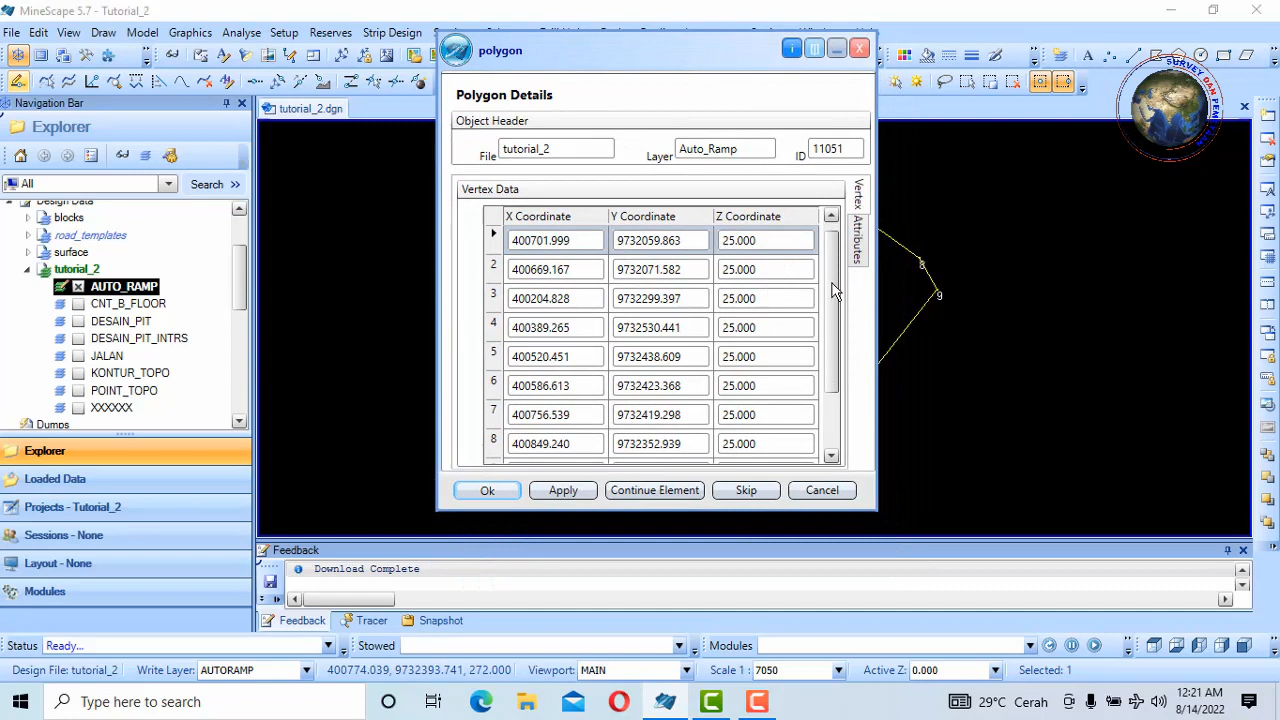 MineScape 5.7 - Tutorial_2
File Edit View Draw Model Graphics Analyse Setup Reserves Strip Design
polygon
Polygon Details
Object Header
File tutorial_2 Layer Auto_Ramp ID 11051
Vertex Data
X Coordinate Y Coordinate Z Coordinate
400701.999 9732059.863 25.000
2 400669.167 9732071.582 25.000
3 400204.828 9732299.397 25.000
4 400389.265 9732530.441 25.000
5 400520.451 9732438.609 25.000
6 400586.613 9732423.368 25.000
7 400756.539 9732419.298 25.000
8 400849.240 9732352.939 25.000
Vertex
Attributes
Ok Apply Continue Element Skip Cancel
Navigation Bar
Explorer
All Search
Design Data
blocks
road_templates
surface
tutorial_2
AUTO_RAMP
CNT_B_FLOOR
DESAIN_PIT
DESAIN_PIT_INTRS
JALAN
KONTUR_TOPO
POINT_TOPO
XXXXXX
Dumps
Explorer
Loaded Data
Projects - Tutorial_2
Sessions - None
Layout - None
Modules
tutorial_2.dgn
8
9
Feedback
Download Complete
Feedback Tracer Snapshot
Status Ready... Stowed Modules
Design File: tutorial_2 Write Layer: AUTORAMP 400774.039, 9732393.741, 272.000 Viewport: MAIN Scale 1: 7050 Active Z: 0.000 Selected: 1
Type here to search
29°C Cerah
12:21 AM
8/14/2022